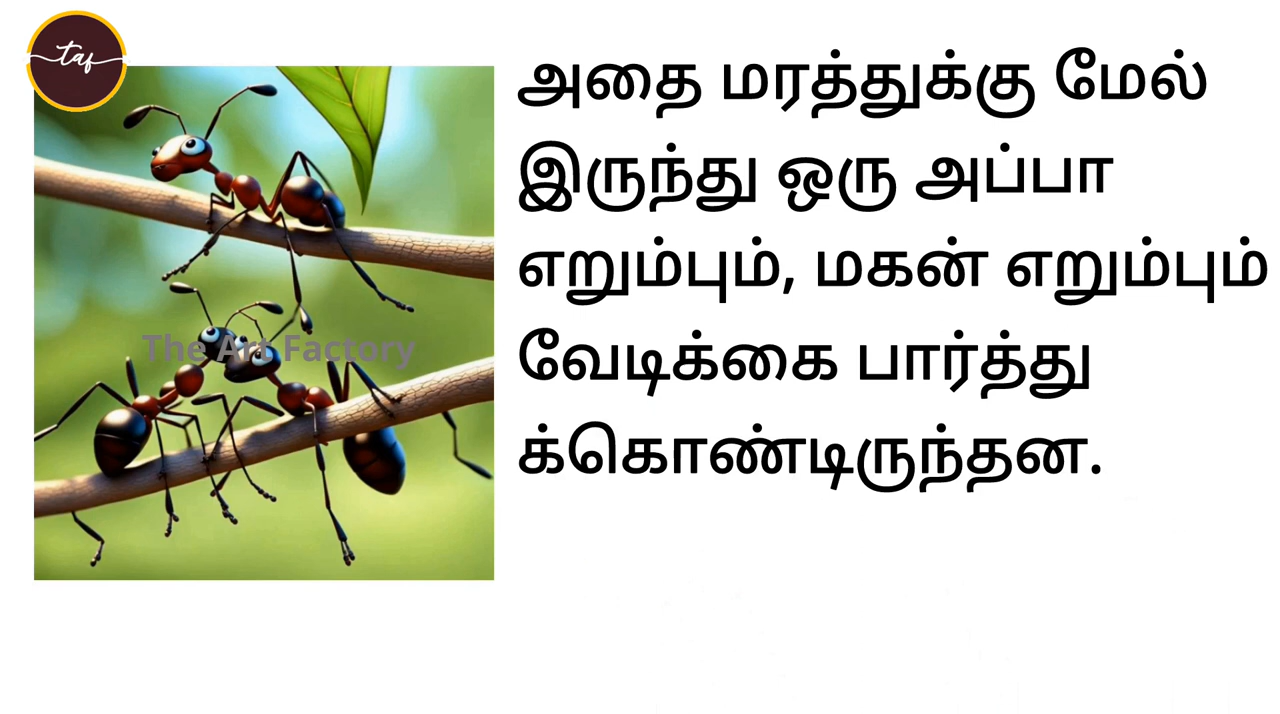 taf
அதை மரத்துக்கு மேல்
இருந்து ஒரு அப்பா
எறும்பும், மகன் எறும்பும்
வேடிக்கை பார்த்து
க்கொண்டிருந்தன.
The Art Factory